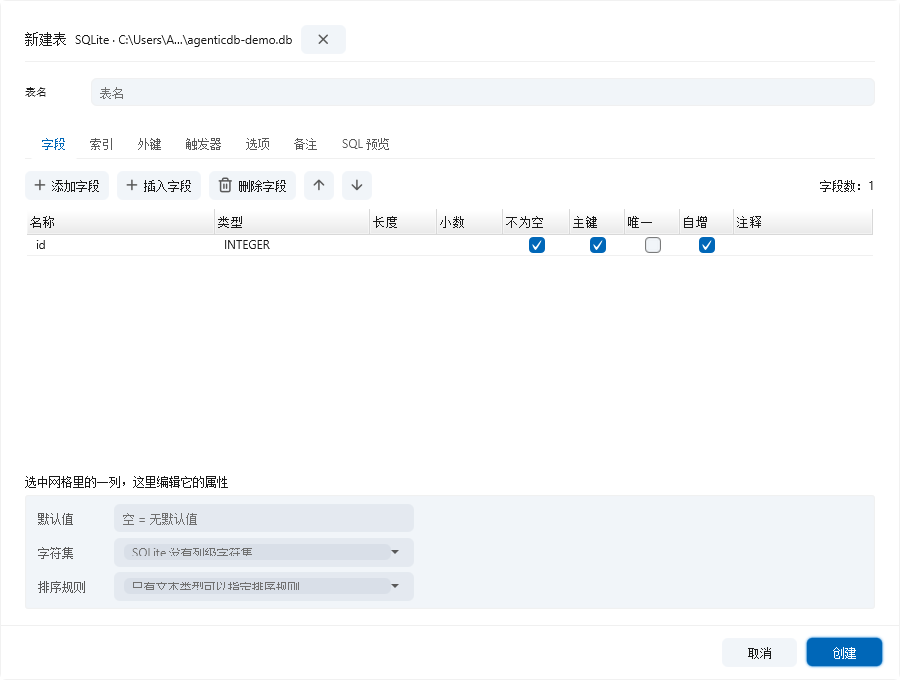 新建表 SQLite · C:\Users\A...\agenticdb-demo.db
表名 表名
字段 索引 外键 触发器 选项 备注 SQL 预览
添加字段 插入字段 删除字段 字段数：1
名称 类型 长度 小数 不为空 主键 唯一 自增 注释
id INTEGER
选中网格里的一列，这里编辑它的属性
默认值 空 = 无默认值
字符集 SQLite 没有列级字符集
排序规则 只有文本类型可以指定排序规则
取消 创建